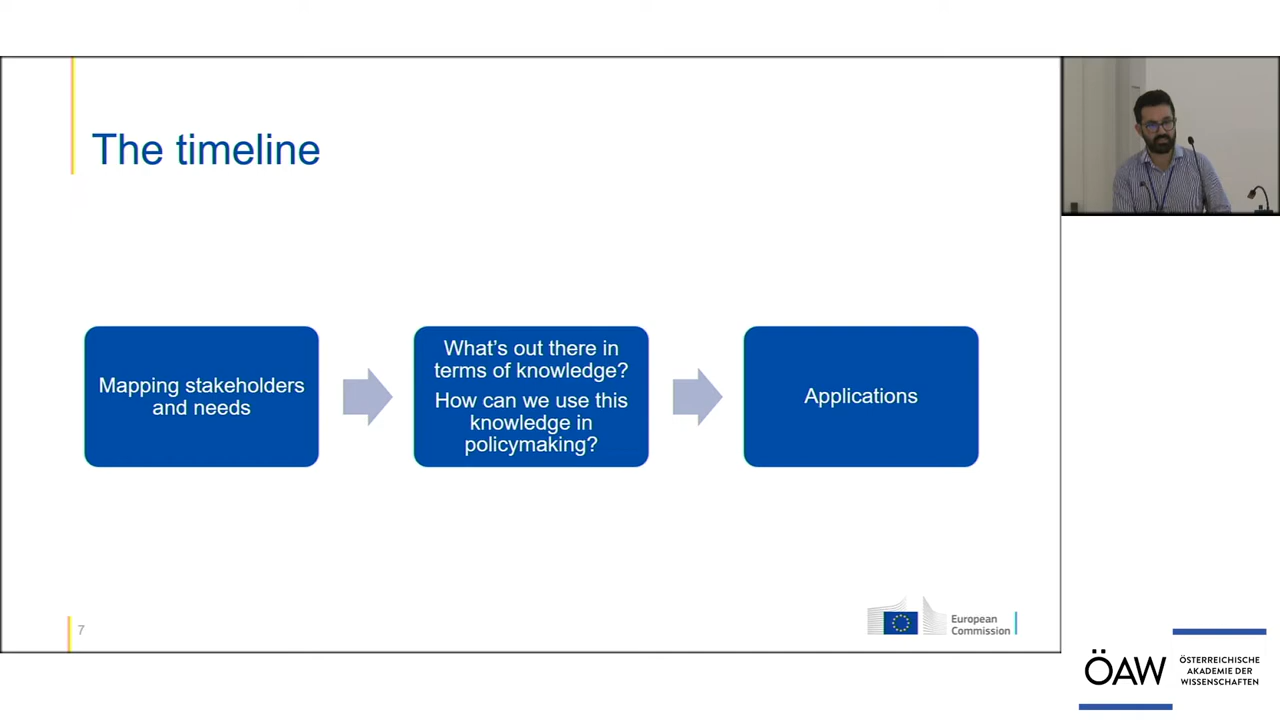 The timeline
Mapping stakeholders
and needs
What's out there in
terms of knowledge?
How can we use this
knowledge in
policymaking?
Applications
7
European
Commission
ÖAW
ÖSTERREICHISCHE
AKADEMIE DER
WISSENSCHAFTEN